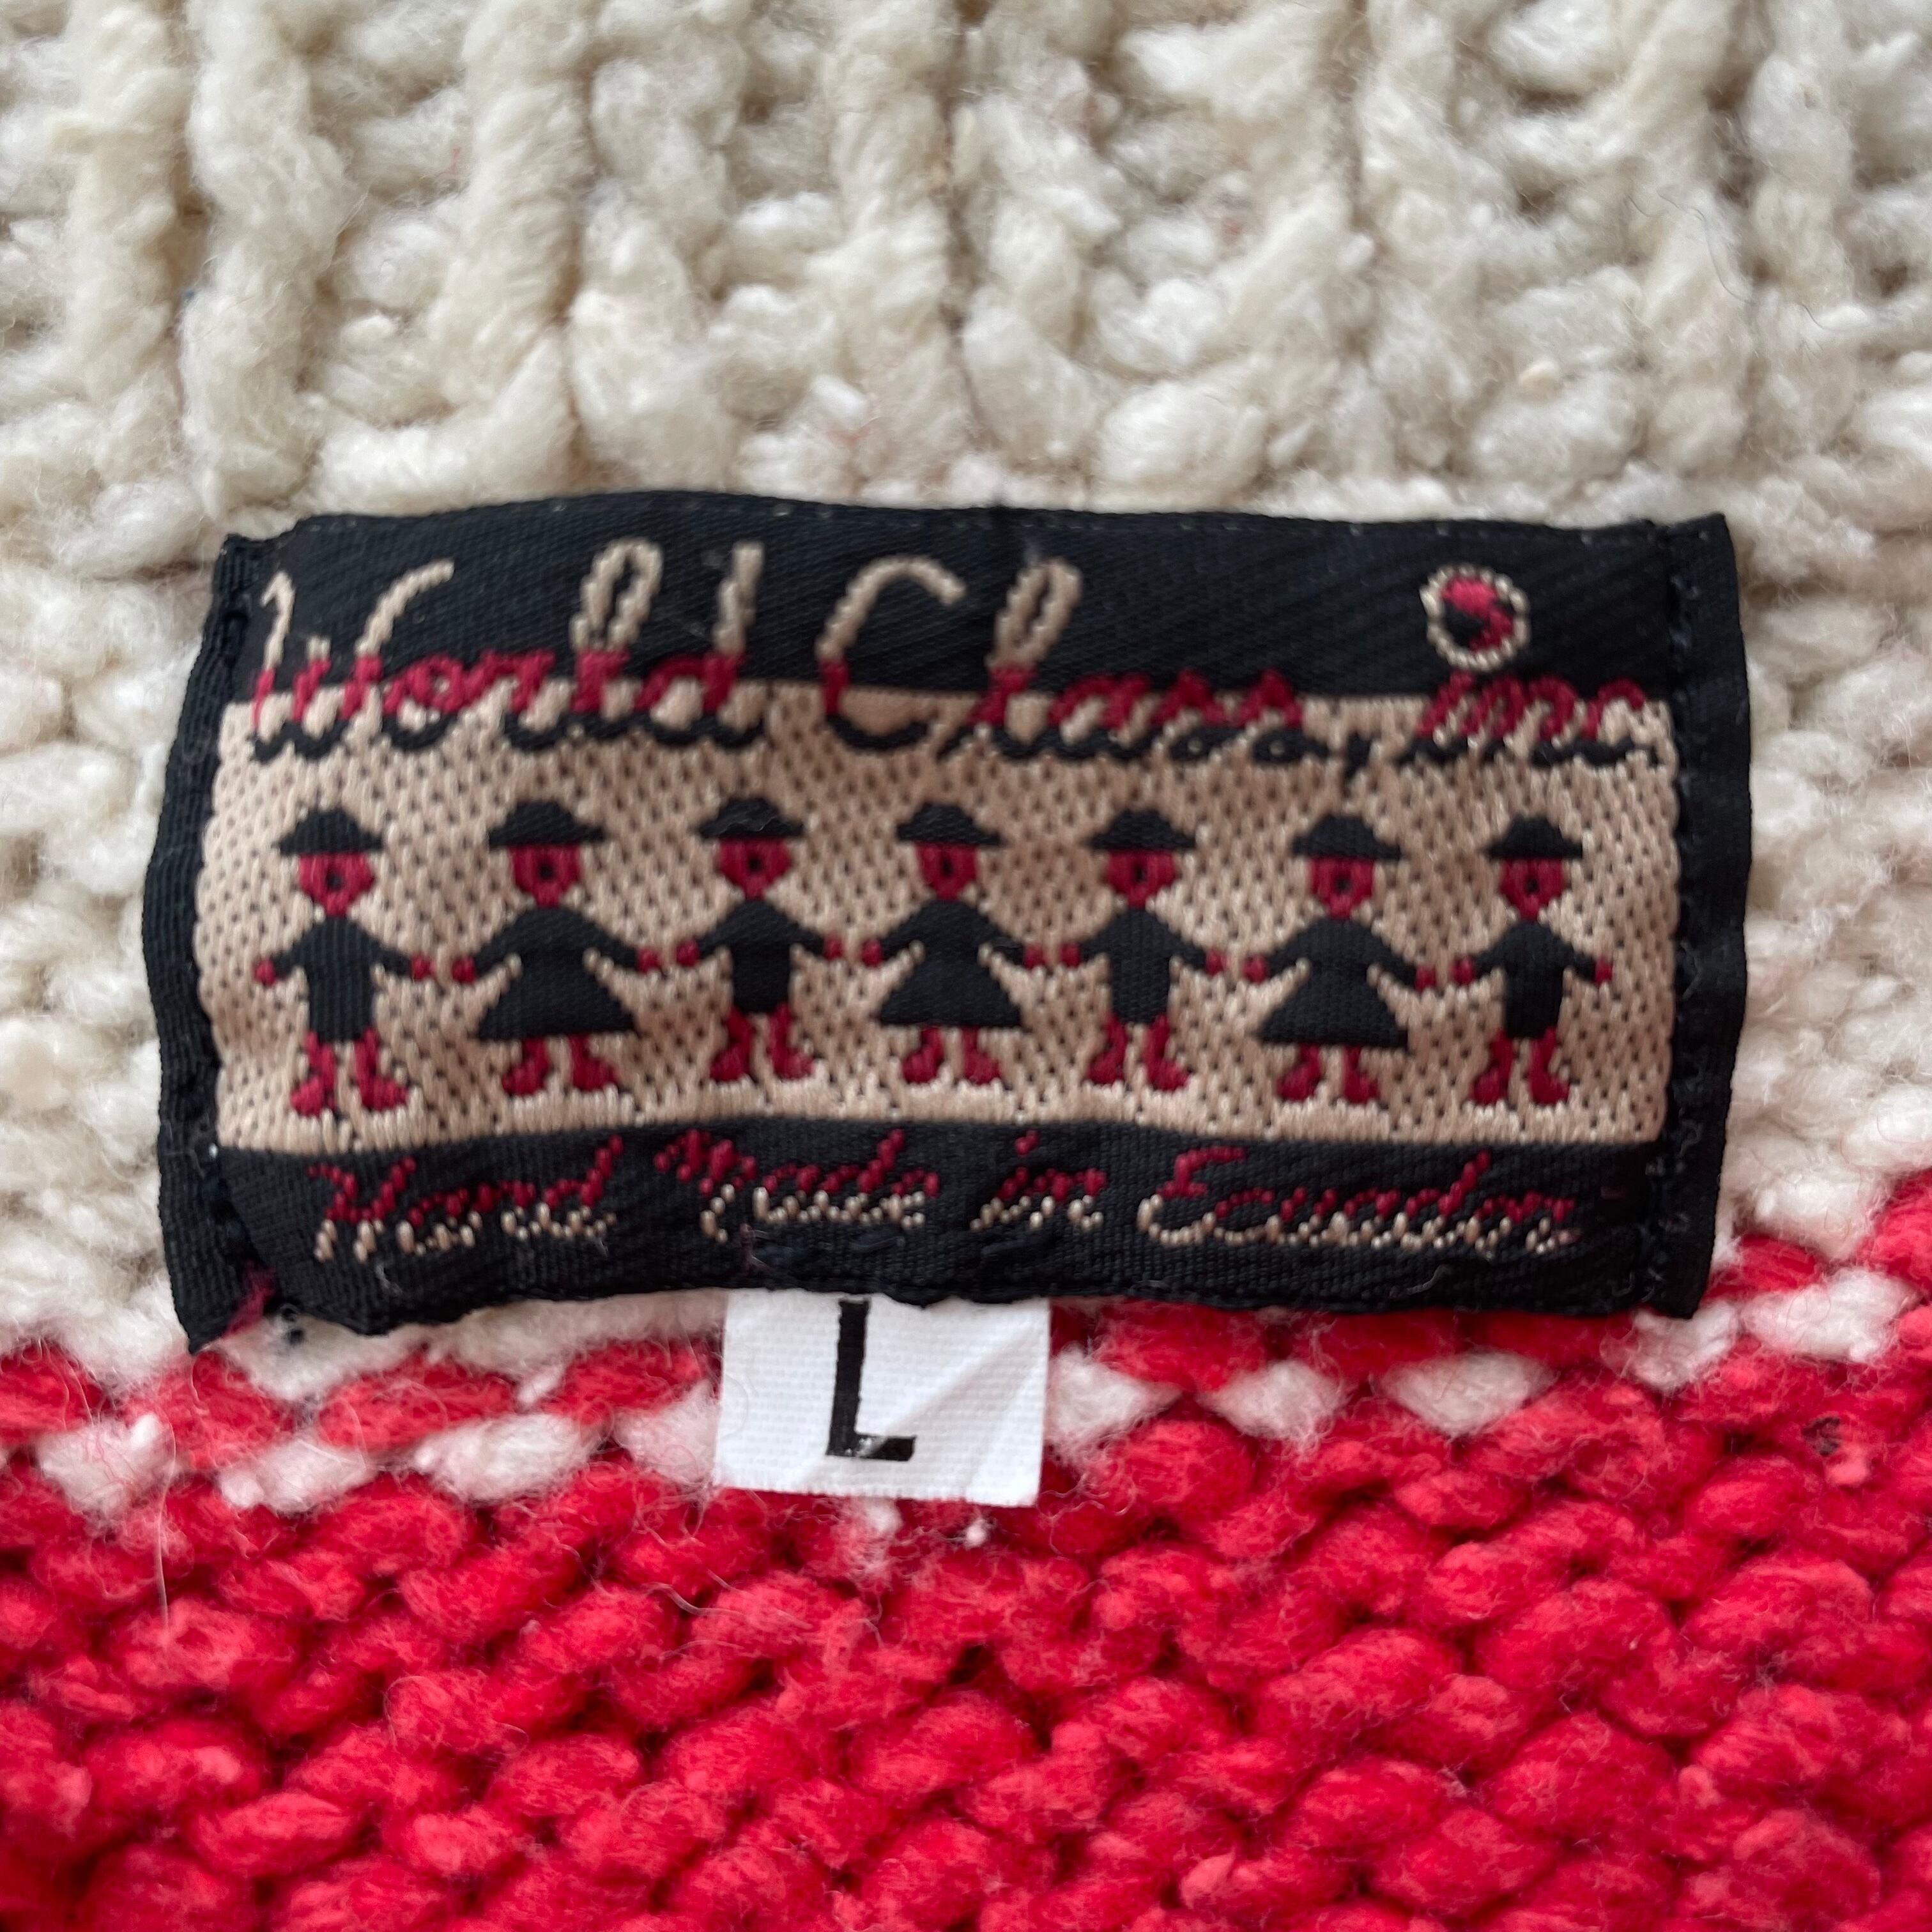 World Class, inc
Hand Made in Ecuador
L